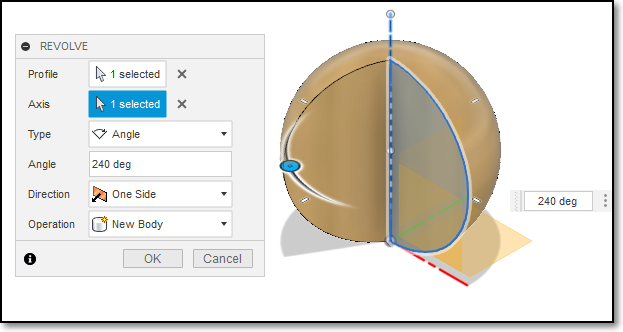 REVOLVE
Profile 1 selected
Axis 1 selected
Type Angle
Angle 240 deg
Direction One Side
Operation New Body
OK Cancel
240 deg